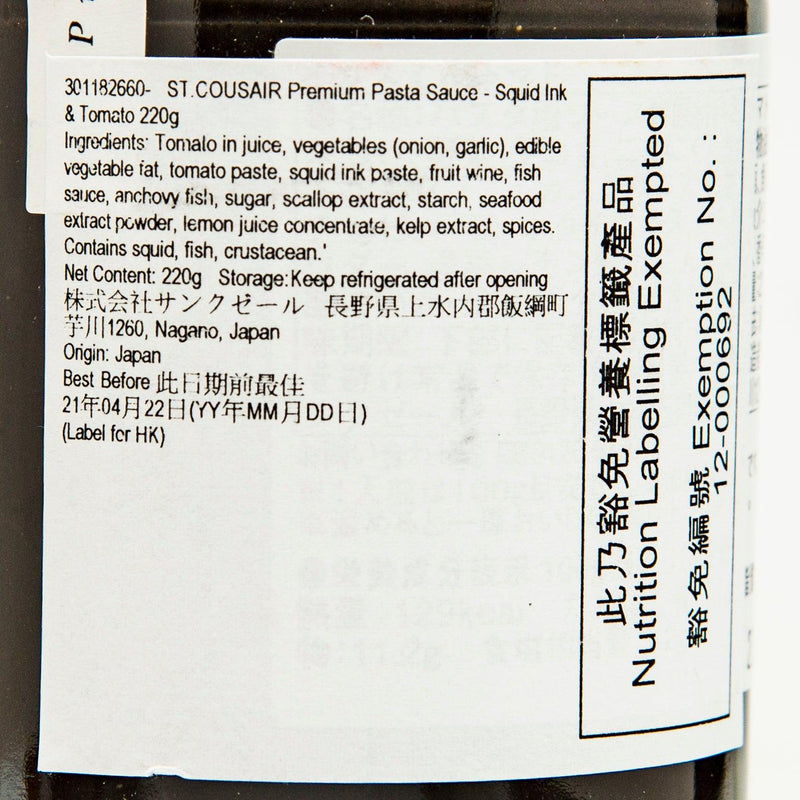 P
301182660- ST.COUSAIR Premium Pasta Sauce - Squid Ink
& Tomato 220g
Ingredients: Tomato in juice, vegetables (onion, garlic), edible
vegetable fat, tomato paste, squid ink paste, fruit wine, fish
sauce, anchovy fish, sugar, scallop extract, starch, seafood
extract powder, lemon juice concentrate, kelp extract, spices.
Contains squid, fish, crustacean.'
Net Content: 220g Storage:Keep refrigerated after opening
株式会社サンクゼール 長野県上水内郡飯綱町
芋川1260, Nagano, Japan
Origin: Japan
Best Before 此日期前最佳
21年04月22日(YY年MM月DD日)
(Label for HK)
此乃豁免營養標籤產品
Nutrition Labelling Exempted
豁免編號 Exemption No. :
12-000692